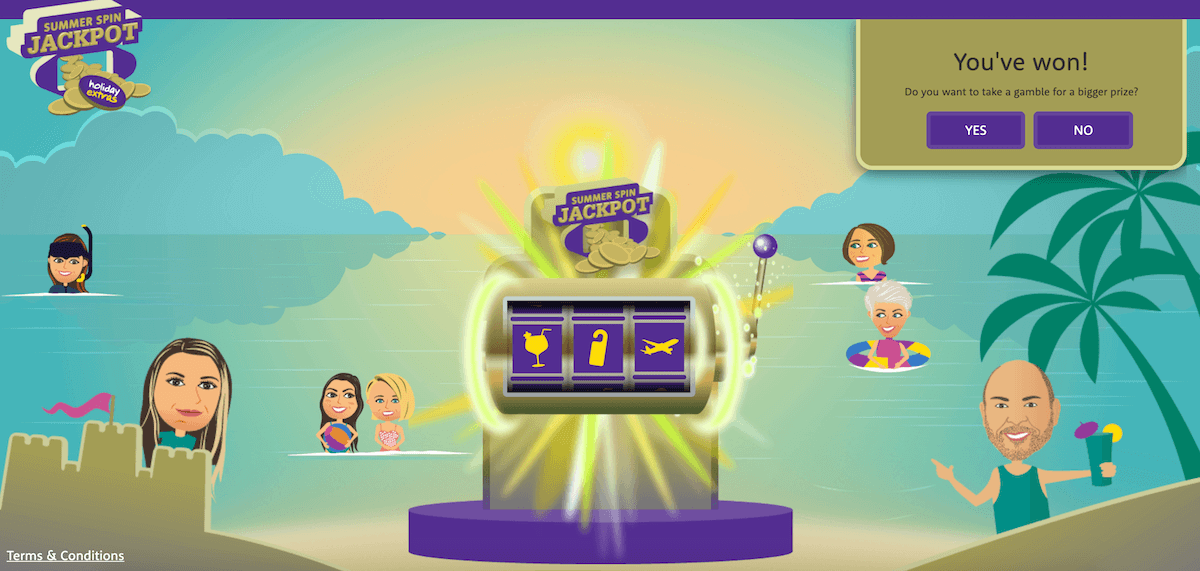 SUMMER SPIN
JACKPOT
holiday
extras
You've won!
Do you want to take a gamble for a bigger prize?
YES
NO
SUMMER SPIN
JACKPOT
Terms & Conditions